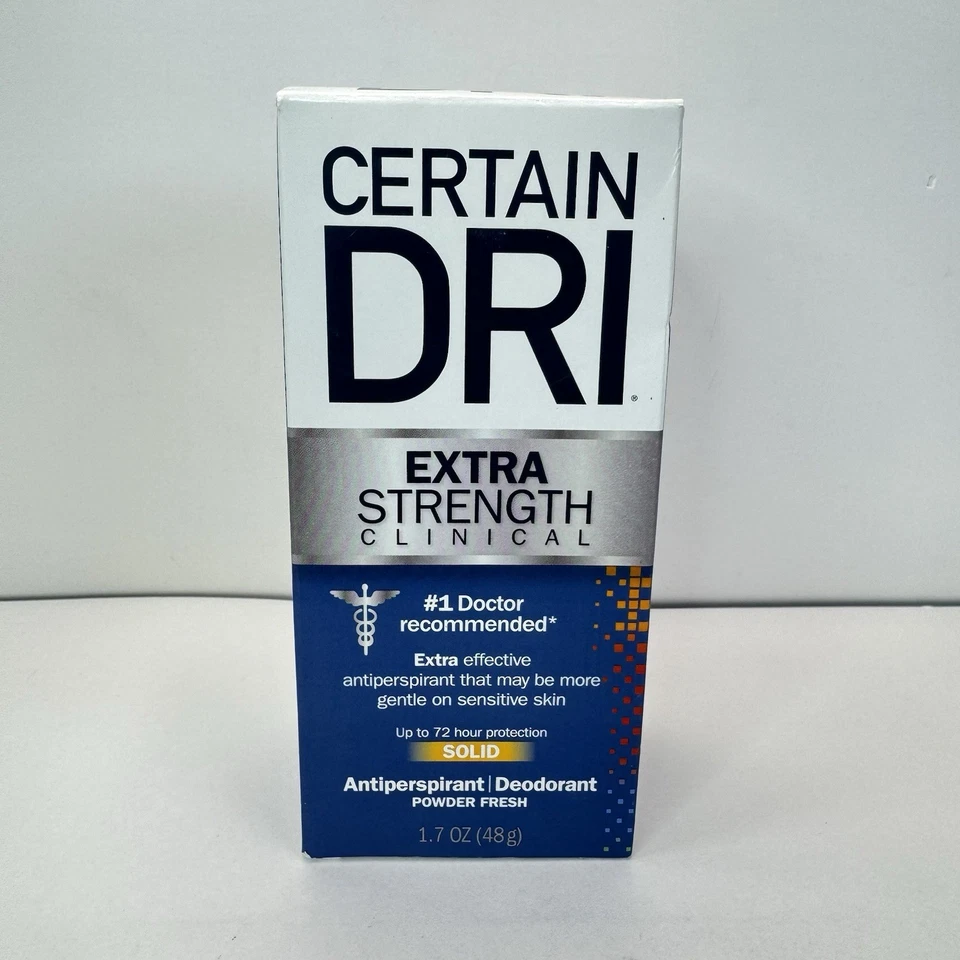 CERTAIN
DRI®
EXTRA
STRENGTH
CLINICAL
#1 Doctor
recommended*
Extra effective
antiperspirant that may be more
gentle on sensitive skin
Up to 72 hour protection
SOLID
Antiperspirant | Deodorant
POWDER FRESH
1.7 OZ (48g)